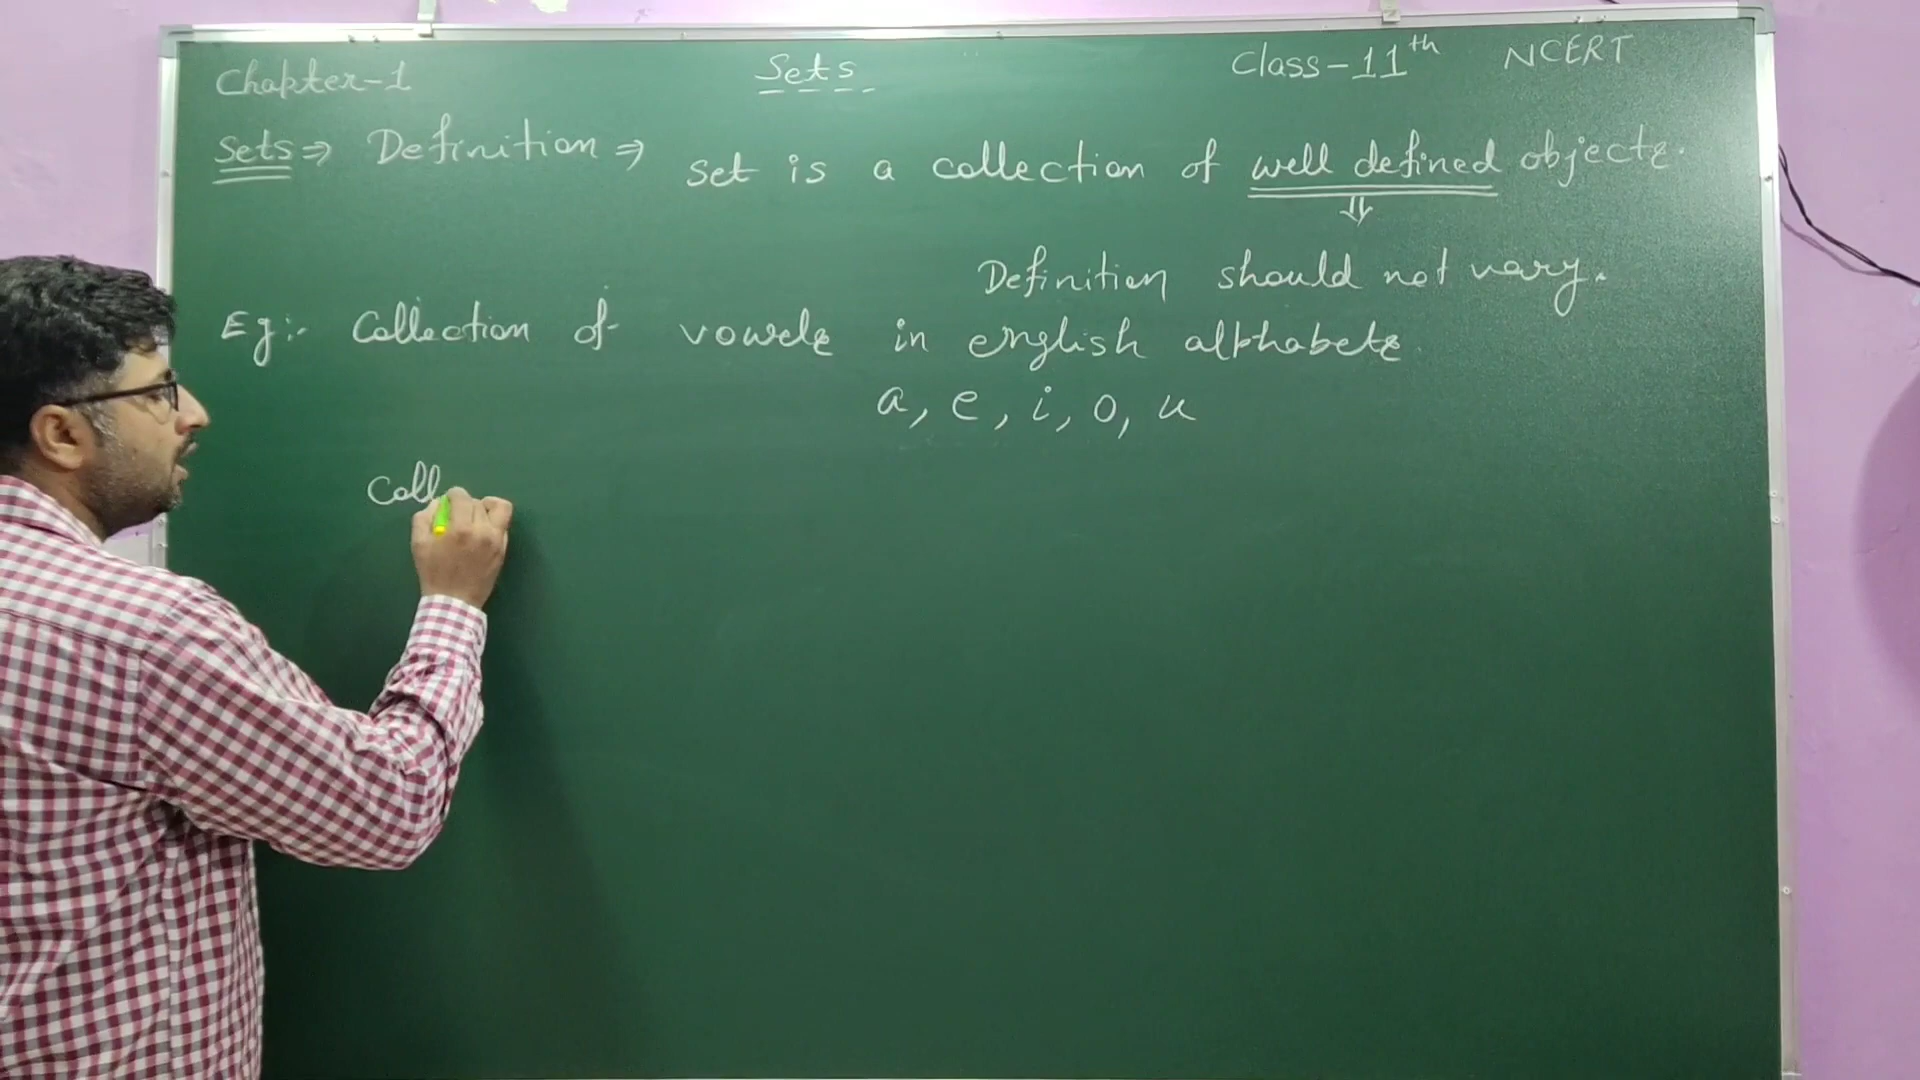 Chapter-1 Sets Class-11th NCERT
Sets ⇒ Definition ⇒ set is a collection of well defined objects.
⇓
Definition should not vary.
Eg:- Collection of vowels in english alphabets
a, e, i, o, u
Coll